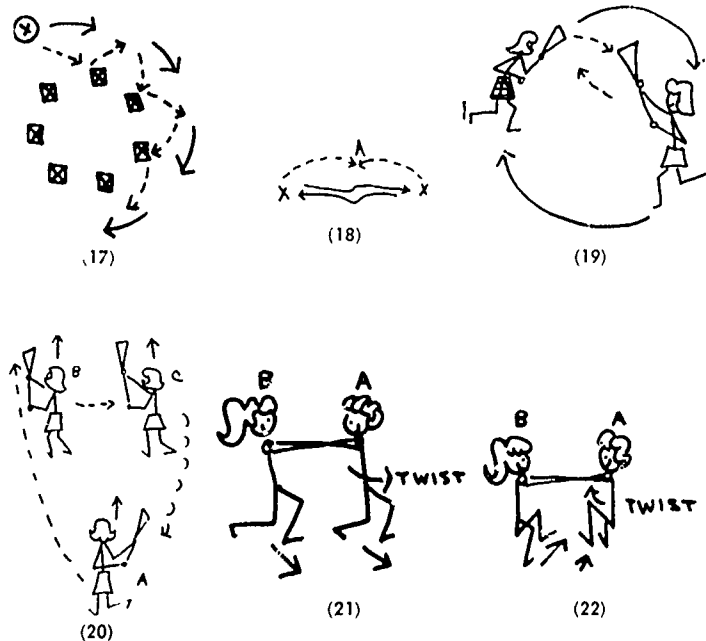 X
A
X X
(17)
(18)
(19)
B C
A
(20)
B A
TWIST
(21)
B A
TWIST
(22)